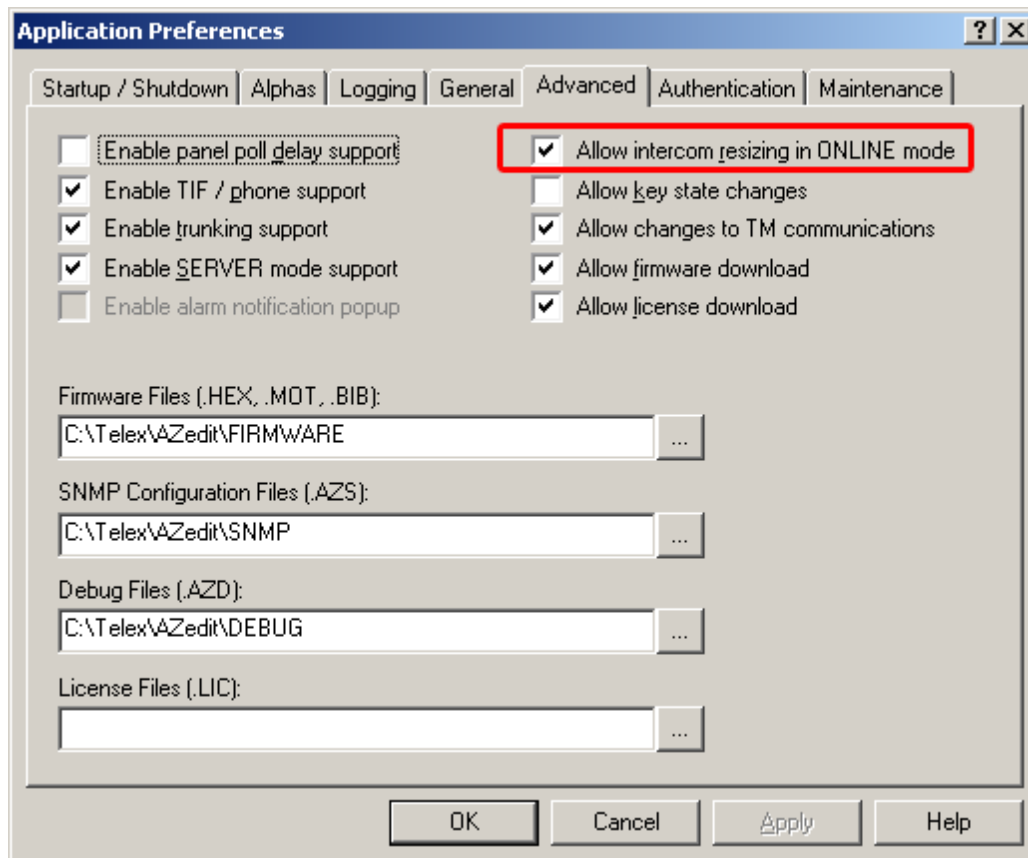 Application Preferences
Startup / Shutdown Alphas Logging General Advanced Authentication Maintenance
Enable panel poll delay support
Enable TIF / phone support
Enable trunking support
Enable SERVER mode support
Enable alarm notification popup
Allow intercom resizing in ONLINE mode
Allow key state changes
Allow changes to TM communications
Allow firmware download
Allow license download
Firmware Files (.HEX, .MOT, .BIB):
C:\Telex\AZedit\FIRMWARE ...
SNMP Configuration Files (.AZS):
C:\Telex\AZedit\SNMP ...
Debug Files (.AZD):
C:\Telex\AZedit\DEBUG ...
License Files (.LIC):
...
OK Cancel Apply Help